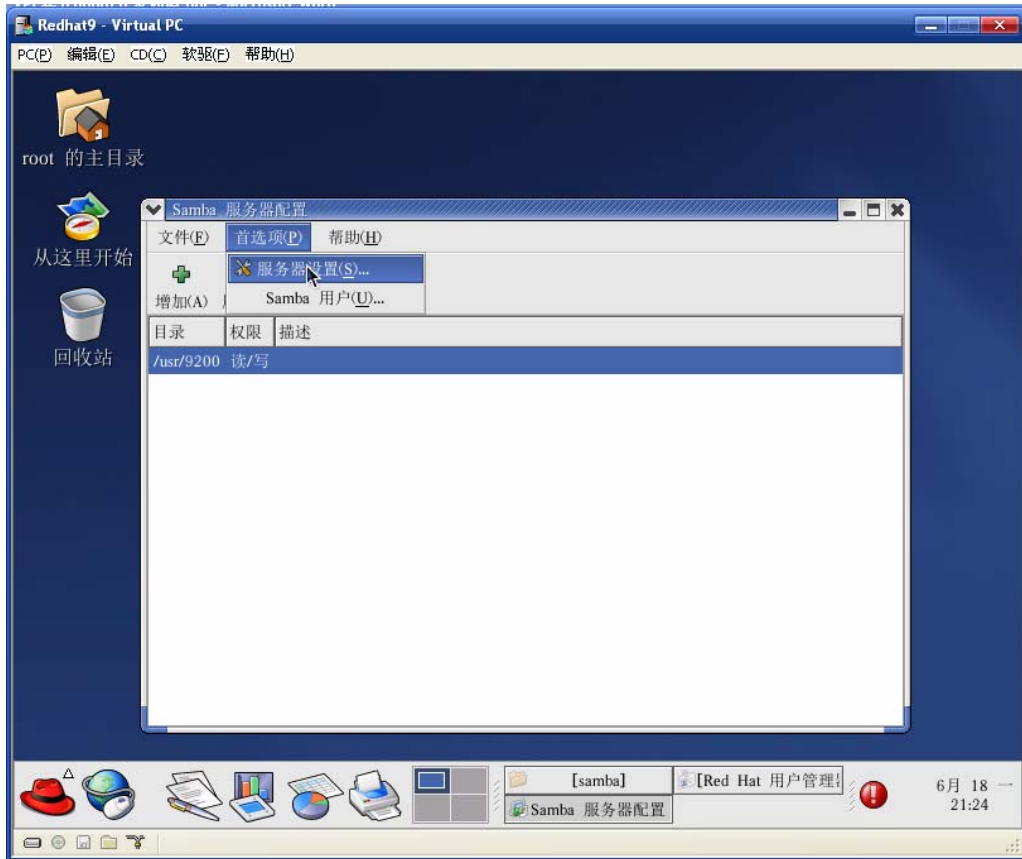 Redhat9 - Virtual PC
PC(P) 编辑(E) CD(C) 软驱(F) 帮助(H)
root 的主目录
从这里开始
回收站
Samba 服务器配置
文件(F) 首选项(P) 帮助(H)
服务器设置(S)...
增加(A)
Samba 用户(U)...
目录 权限 描述
/usr/9200 读/写
[samba]
[Red Hat 用户管理
Samba 服务器配置
6月 18 一
21:24